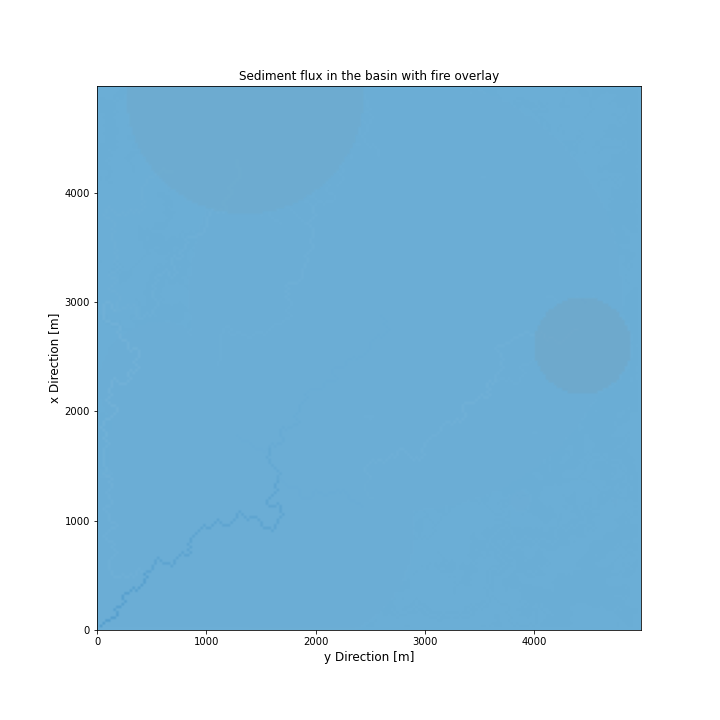 Sediment flux in the basin with fire overlay
4000
3000
2000
1000
0
x Direction [m]
0 1000 2000 3000 4000
y Direction [m]